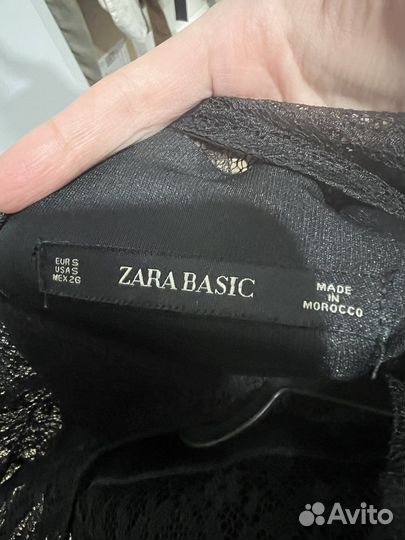 EUR S
USA S
MEX 26
ZARA BASIC
MADE
IN
MOROCCO
Avito